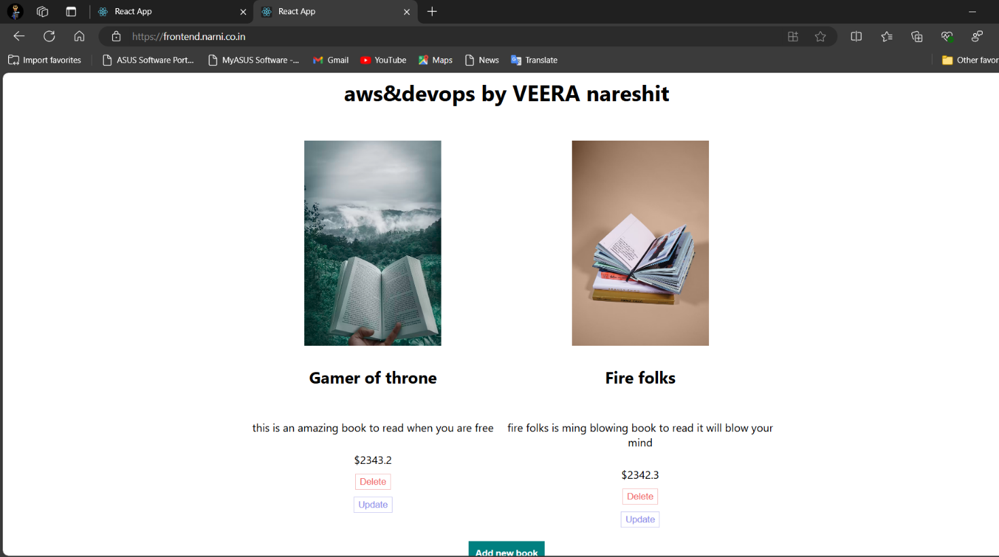 React App
React App
https://frontend.narni.co.in
Import favorites
ASUS Software Port...
MyASUS Software -...
Gmail
YouTube
Maps
News
Translate
Other favor
aws&devops by VEERA nareshit
Gamer of throne
Fire folks
this is an amazing book to read when you are free
fire folks is ming blowing book to read it will blow your
mind
$2343.2
$2342.3
Delete
Delete
Update
Update
Add new book